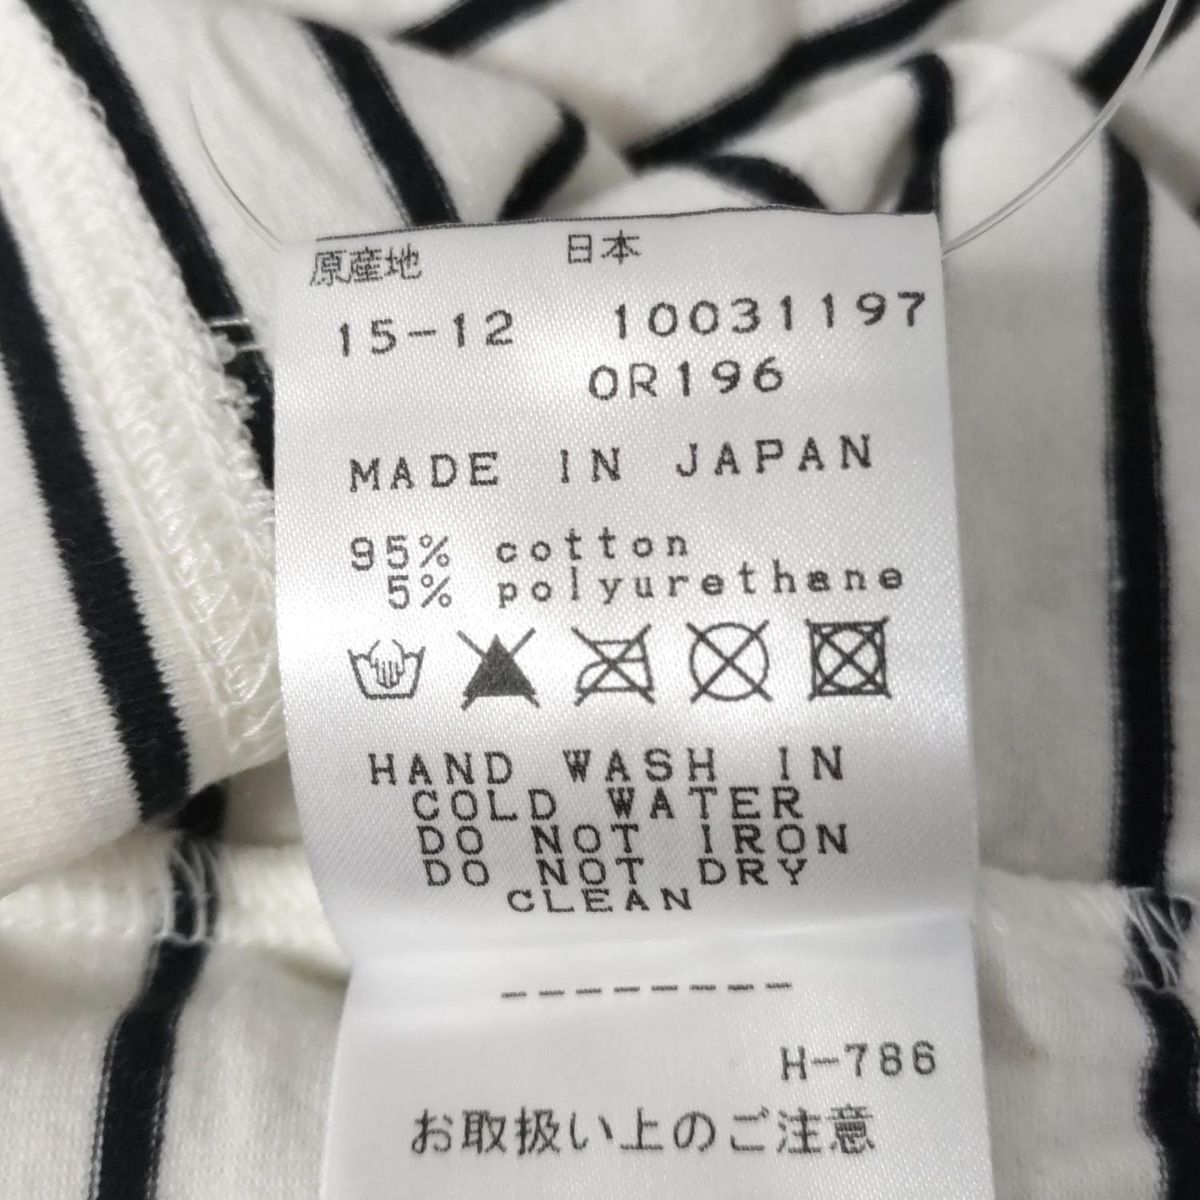 原産地 日本
15-12 10031197
0R196
MADE IN JAPAN
95% cotton
5% polyurethane
HAND WASH IN
COLD WATER
DO NOT IRON
DO NOT DRY
CLEAN
--------
H-786
お取扱い上のご注意